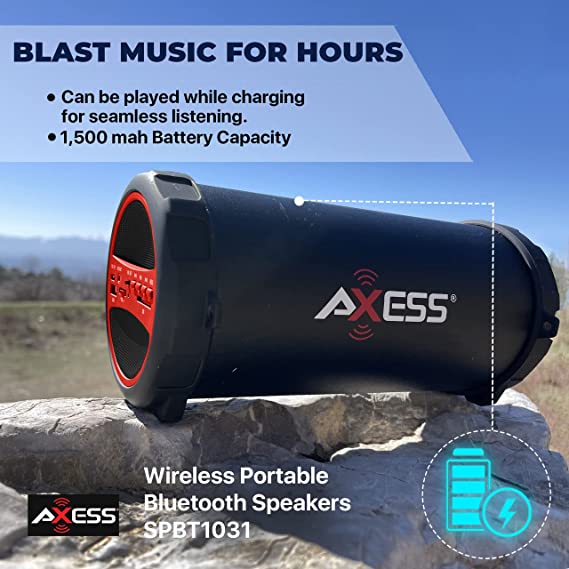 BLAST MUSIC FOR HOURS
• Can be played while charging
for seamless listening.
• 1,500 mah Battery Capacity
AXESS®
Wireless Portable
Bluetooth Speakers
SPBT1031
AXESS